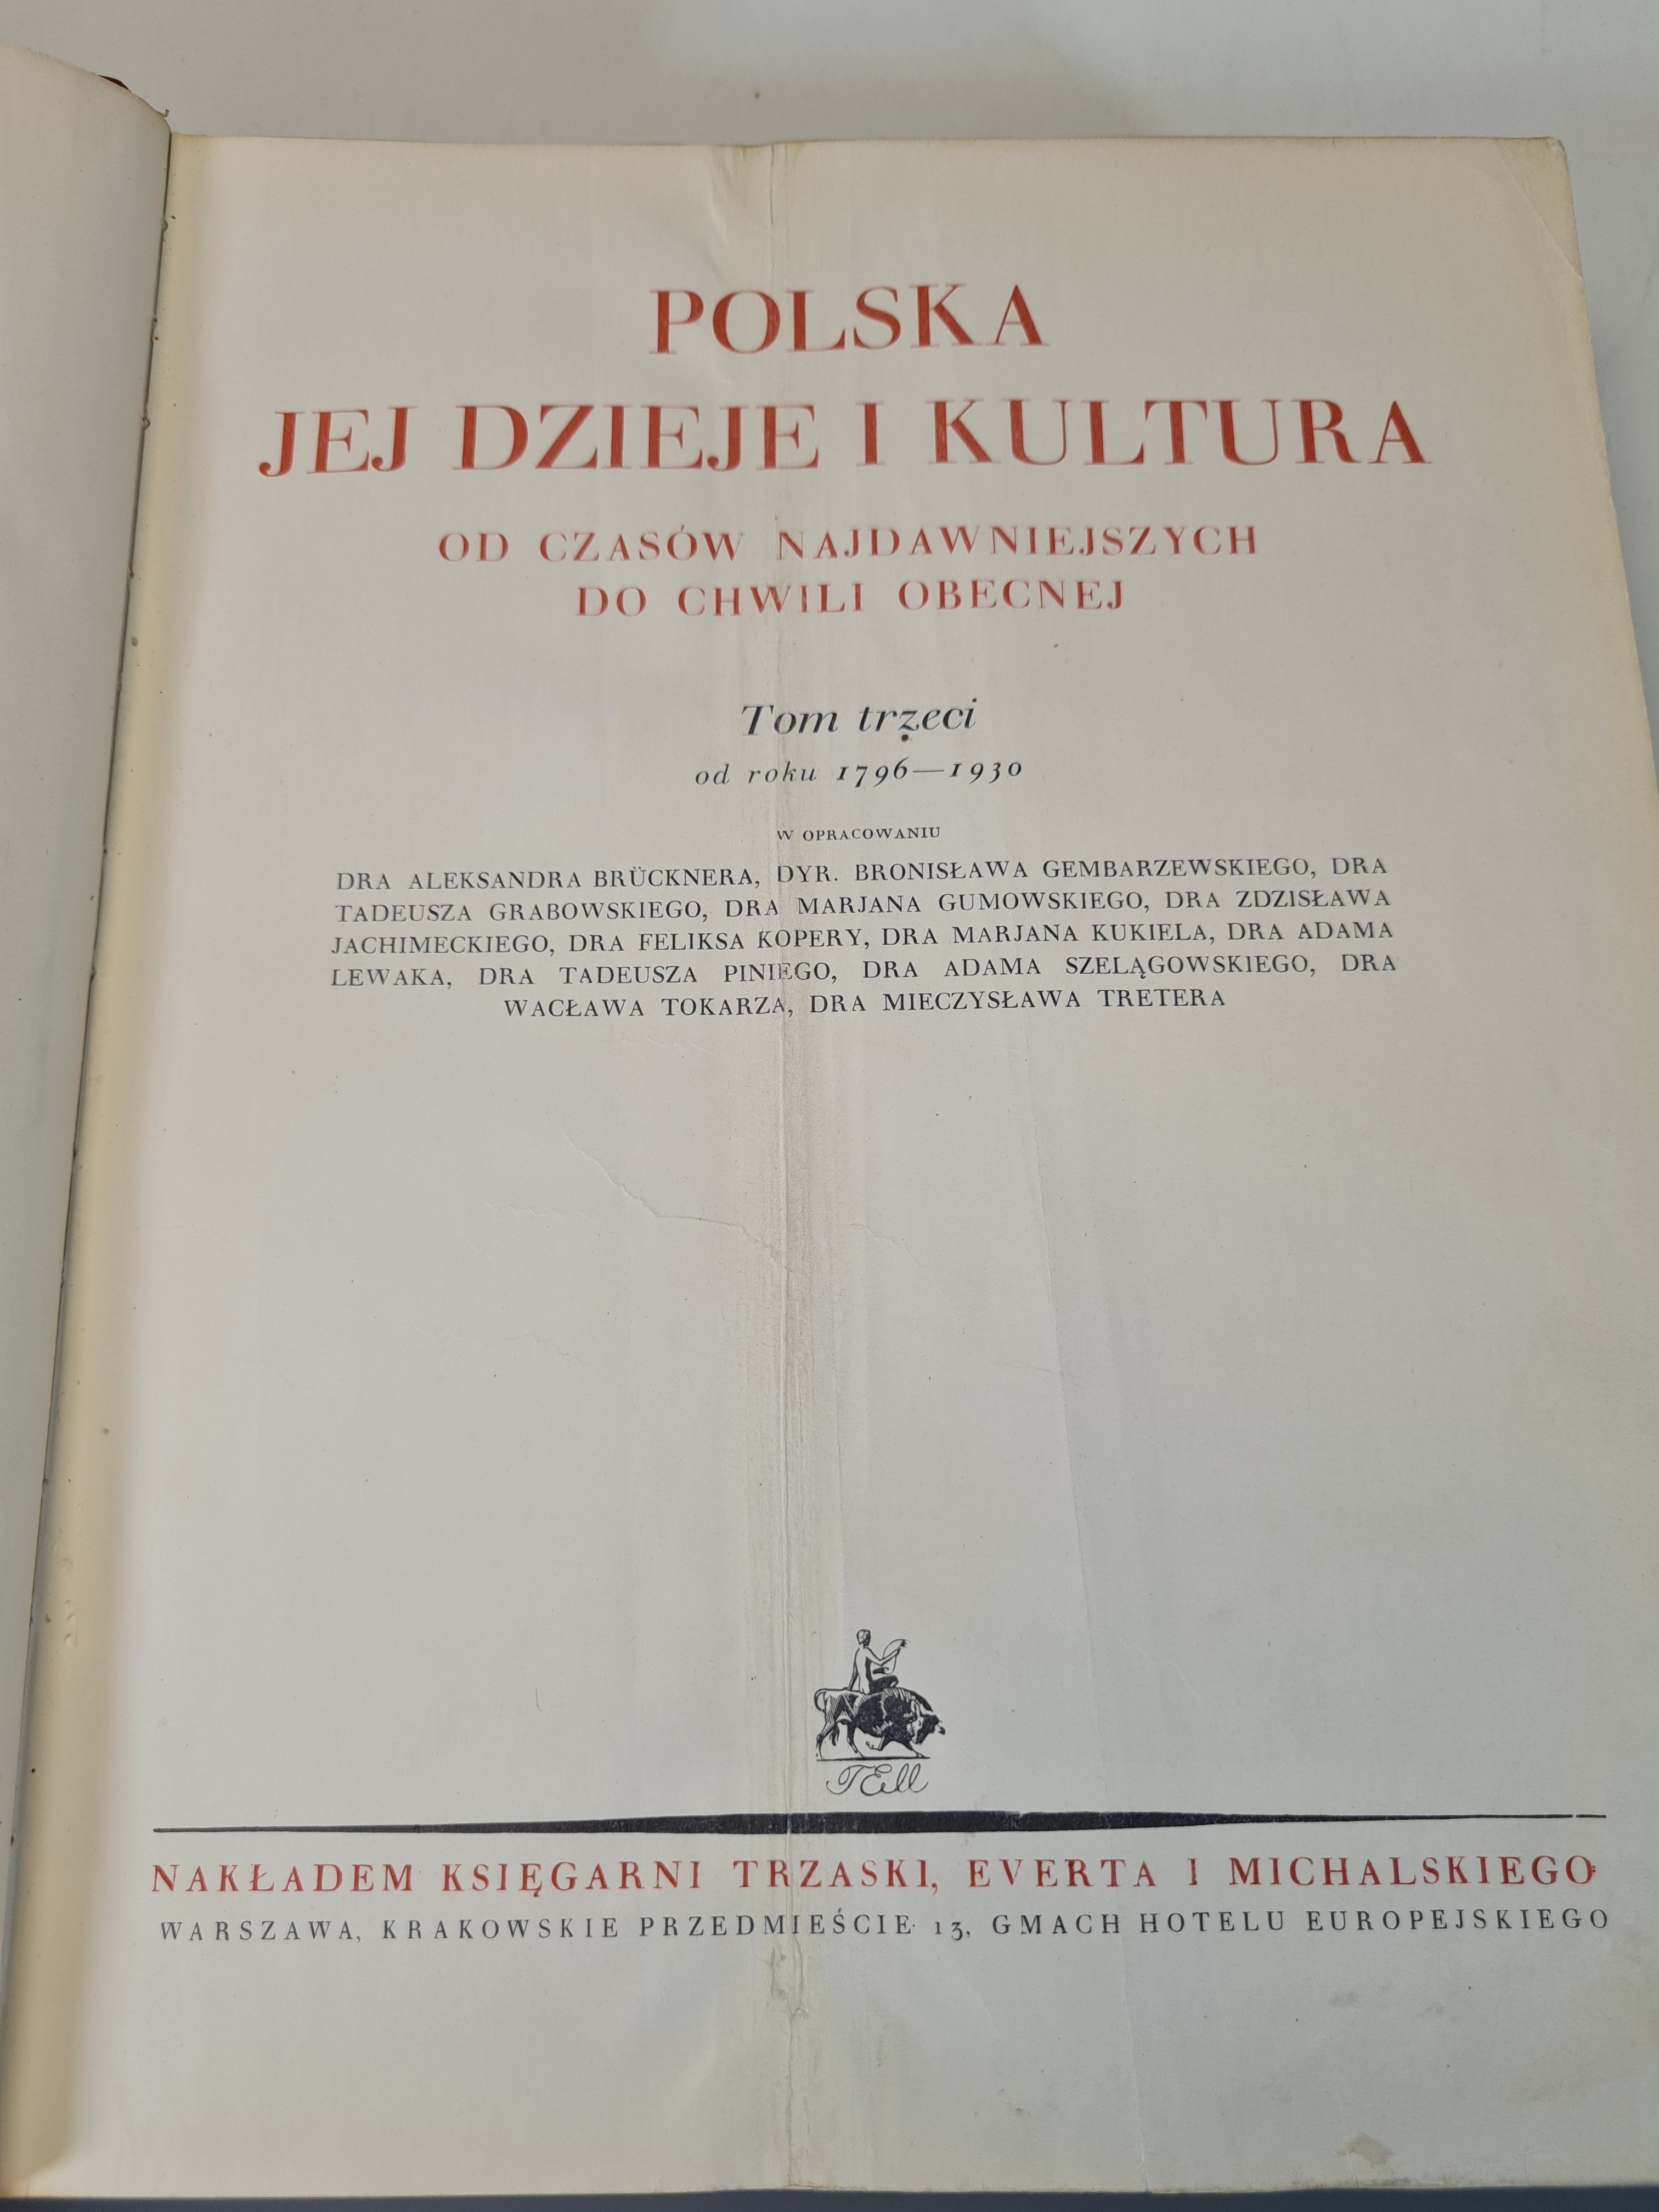 POLSKA
JEJ DZIEJE I KULTURA
OD CZASÓW NAJDAWNIEJSZYCH
DO CHWILI OBECNEJ
Tom trzeci
od roku 1796—1930
W OPRACOWANIU
DRA ALEKSANDRA BRÜCKNERA, DYR. BRONISŁAWA GEMBARZEWSKIEGO, DRA
TADEUSZA GRABOWSKIEGO, DRA MARJANA GUMOWSKIEGO, DRA ZDZISŁAWA
JACHIMECKIEGO, DRA FELIKSA KOPERY, DRA MARJANA KUKIELA, DRA ADAMA
LEWAKA, DRA TADEUSZA PINIEGO, DRA ADAMA SZELĄGOWSKIEGO, DRA
WACŁAWA TOKARZA, DRA MIECZYSŁAWA TRETERA
NAKŁADEM KSIĘGARNI TRZASKI, EVERTA I MICHALSKIEGO
WARSZAWA, KRAKOWSKIE PRZEDMIEŚCIE 13, GMACH HOTELU EUROPEJSKIEGO